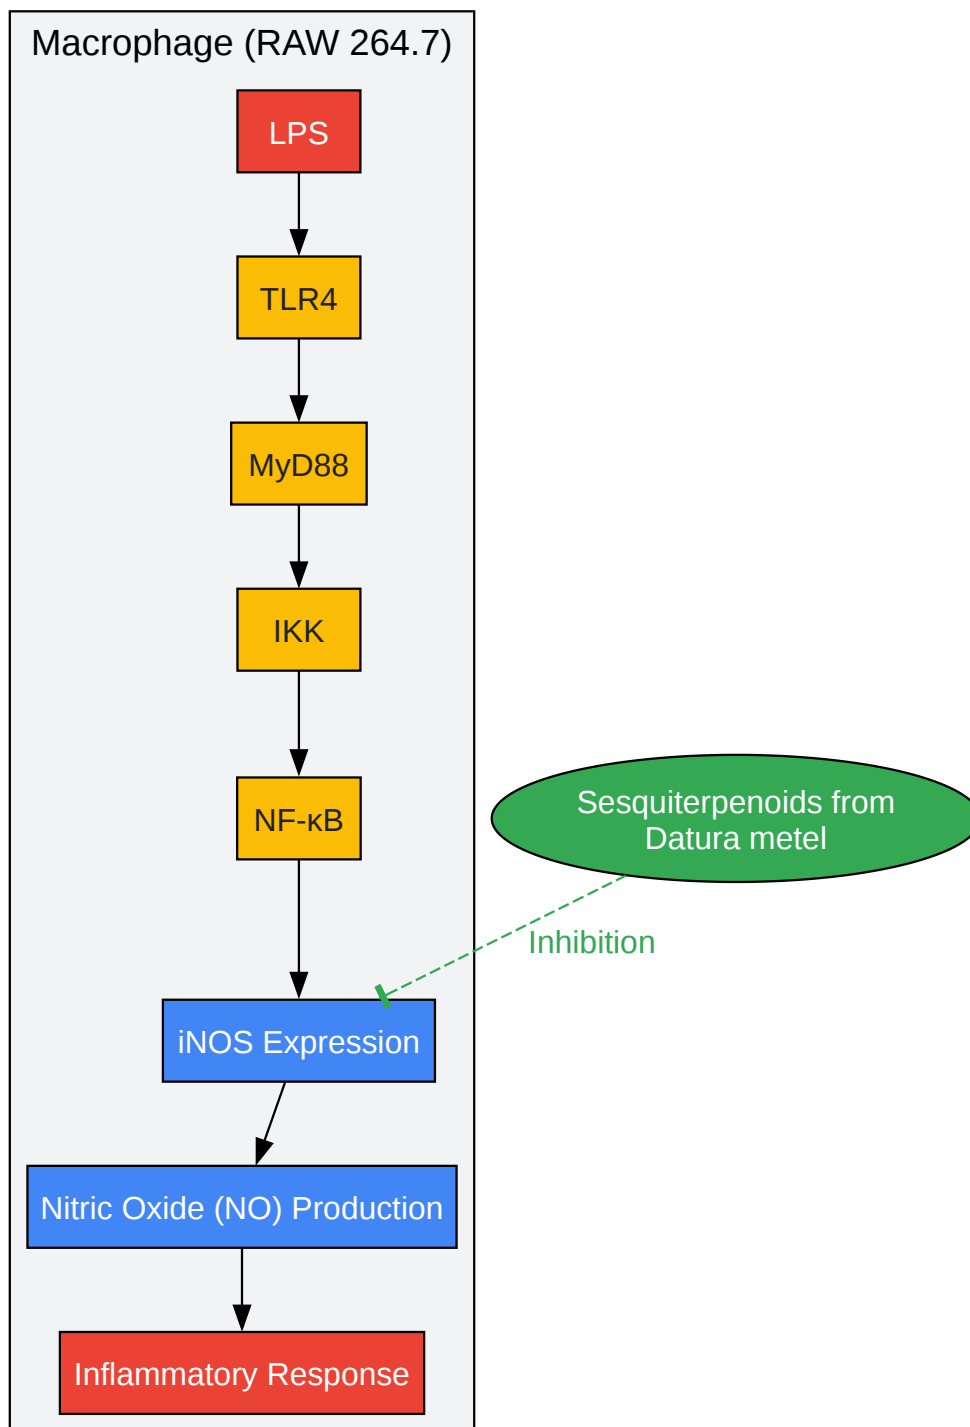 Macrophage (RAW 264.7)
LPS
TLR4
MyD88
IKK
NF-κB
Sesquiterpenoids from
Datura metel
Inhibition
iNOS Expression
Nitric Oxide (NO) Production
Inflammatory Response